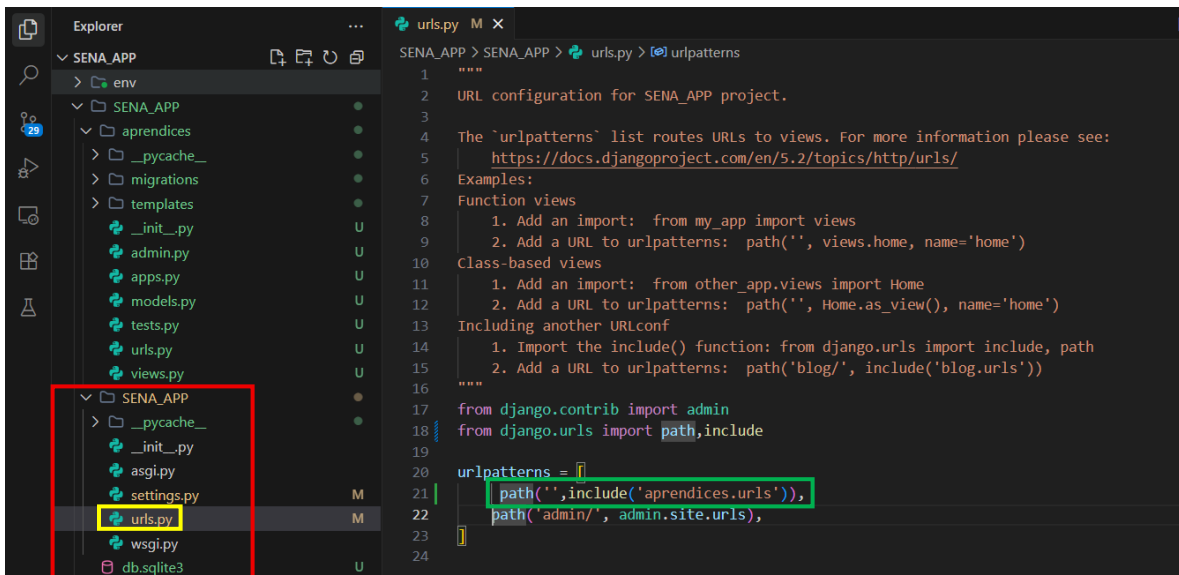 Explorer
...
SENA_APP
env
SENA_APP
aprendices
_pycache_
migrations
templates
_init_.py
admin.py U
apps.py U
models.py U
tests.py U
urls.py U
views.py U
SENA_APP
_pycache_
_init_.py
asgi.py
settings.py M
urls.py M
wsgi.py
db.sqlite3 U
29
urls.py M
SENA_APP > SENA_APP > urls.py > urlpatterns
1 """
2 URL configuration for SENA_APP project.
3
4 The `urlpatterns` list routes URLs to views. For more information please see:
5 https://docs.djangoproject.com/en/5.2/topics/http/urls/
6 Examples:
7 Function views
8 1. Add an import:  from my_app import views
9 2. Add a URL to urlpatterns:  path('', views.home, name='home')
10 Class-based views
11 1. Add an import:  from other_app.views import Home
12 2. Add a URL to urlpatterns:  path('', Home.as_view(), name='home')
13 Including another URLconf
14 1. Import the include() function: from django.urls import include, path
15 2. Add a URL to urlpatterns:  path('blog/', include('blog.urls'))
16 """
17 from django.contrib import admin
18 from django.urls import path,include
19
20 urlpatterns = [
21 path('',include('aprendices.urls')),
22 path('admin/', admin.site.urls),
23 ]
24